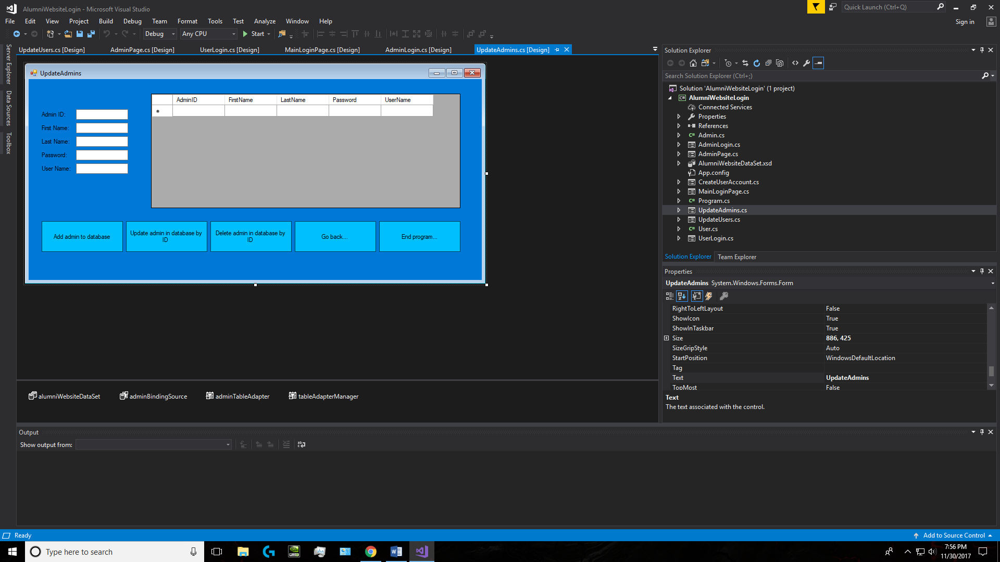 AlumniWebsiteLogin - Microsoft Visual Studio
Quick Launch (Ctrl+Q)
File Edit View Project Build Debug Team Format Tools Test Analyze Window Help
Sign in
Debug Any CPU Start
Server Explorer
Data Sources
Toolbox
UpdateUsers.cs [Design] AdminPage.cs [Design] UserLogin.cs [Design] MainLoginPage.cs [Design] AdminLogin.cs [Design] UpdateAdmins.cs [Design]
UpdateAdmins
AdminID FirstName LastName Password UserName
Admin ID:
First Name:
Last Name:
Password:
User Name:
Add admin to database
Update admin in database by
ID
Delete admin in database by
ID
Go back...
End program...
alumniWebsiteDataSet adminBindingSource adminTableAdapter tableAdapterManager
Output
Show output from:
Solution Explorer
Search Solution Explorer (Ctrl+;)
Solution 'AlumniWebsiteLogin' (1 project)
C# AlumniWebsiteLogin
Connected Services
Properties
References
C# Admin.cs
AdminLogin.cs
AdminPage.cs
AlumniWebsiteDataSet.xsd
App.config
CreateUserAccount.cs
MainLoginPage.cs
C# Program.cs
UpdateAdmins.cs
UpdateUsers.cs
C# User.cs
UserLogin.cs
Solution Explorer Team Explorer
Properties
UpdateAdmins System.Windows.Forms.Form
RightToLeftLayout False
ShowIcon True
ShowInTaskbar True
Size 886, 425
SizeGripStyle Auto
StartPosition WindowsDefaultLocation
Tag
Text UpdateAdmins
TopMost False
Text
The text associated with the control.
Ready
Add to Source Control
Type here to search
7:56 PM
11/30/2017